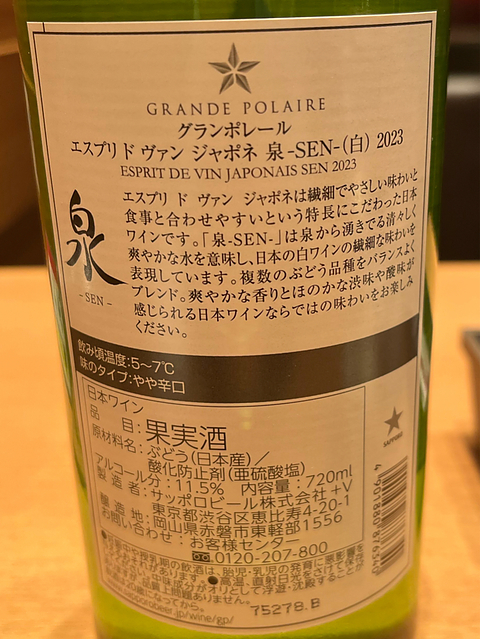 GRANDE POLAIRE
グランポレール
エスプリ ド ヴァン ジャポネ 泉-SEN-(白) 2023
ESPRIT DE VIN JAPONAIS SEN 2023
泉
-SEN-
エスプリ ド ヴァン ジャポネは繊細でやさしい味わいと
食事と合わせやすいという特長にこだわった日本
ワインです。「泉-SEN-」は泉から湧きでる清々しく
爽やかな水を意味し、日本の白ワインの繊細な味わいを
表現しています。複数のぶどう品種をバランスよく
ブレンド。爽やかな香りとほのかな渋味や酸味が
感じられる日本ワインならではの味わいをお楽しみ
ください。
飲み頃温度:5～7℃
味のタイプ:やや辛口
日本ワイン
品 目:果実酒
原材料名:ぶどう(日本産)/
酸化防止剤(亜硫酸塩)
アルコール分:11.5% 内容量:720ml
製造者:サッポロビール株式会社+V
東京都渋谷区恵比寿4-20-1
醸造地:岡山県赤磐市東軽部1556
お問い合わせ:お客様センター
0120-207-800
SAPPORO
4 901880 876340
75278.B